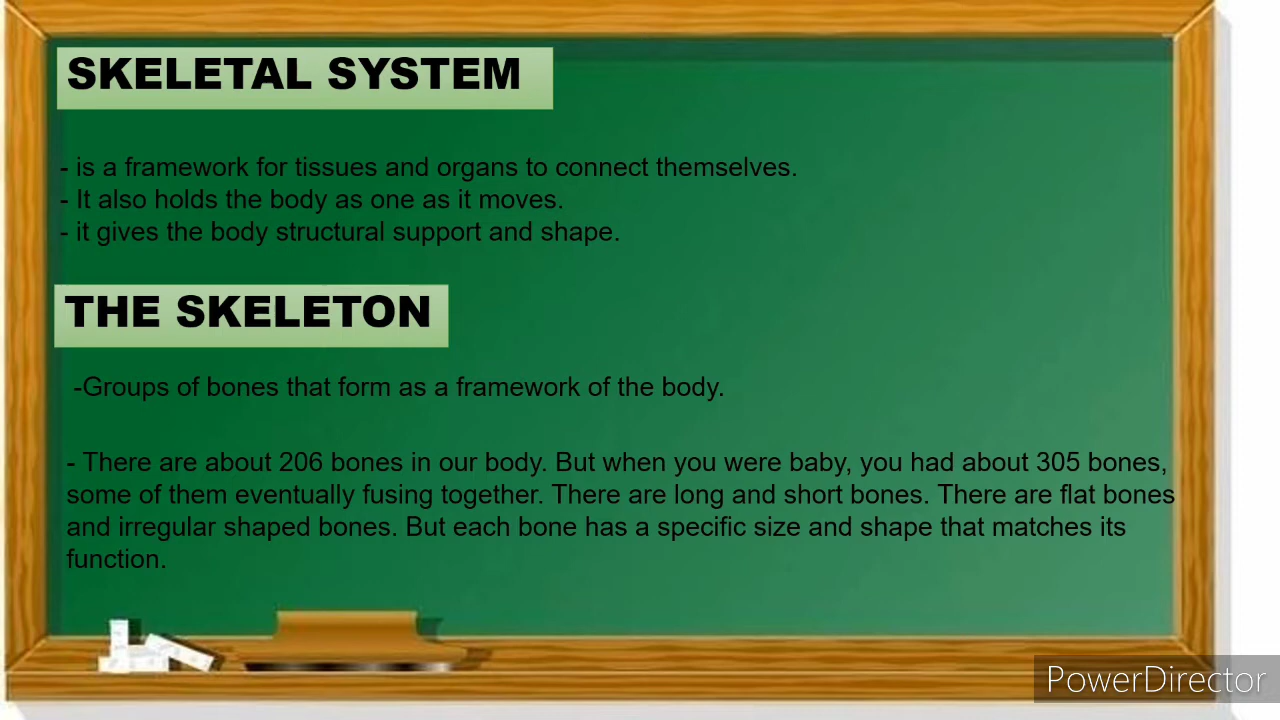 SKELETAL SYSTEM
- is a framework for tissues and organs to connect themselves.
- It also holds the body as one as it moves.
- it gives the body structural support and shape.
THE SKELETON
-Groups of bones that form as a framework of the body.
- There are about 206 bones in our body. But when you were baby, you had about 305 bones,
some of them eventually fusing together. There are long and short bones. There are flat bones
and irregular shaped bones. But each bone has a specific size and shape that matches its
function.
PowerDirector